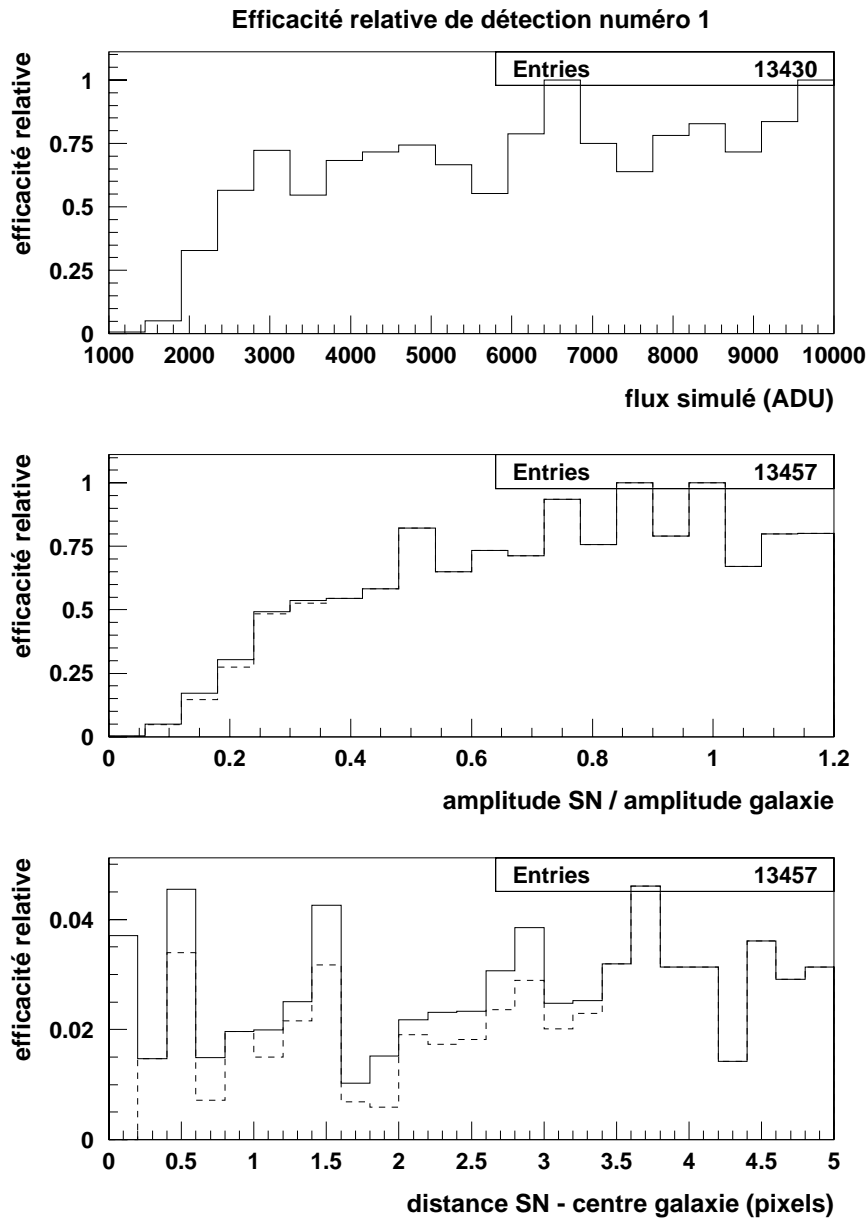 Efficacité relative de détection numéro 1
efficacité relative
Entries 13430
1
0.75
0.5
0.25
0
1000 2000 3000 4000 5000 6000 7000 8000 9000 10000
flux simulé (ADU)
efficacité relative
Entries 13457
1
0.75
0.5
0.25
0
0 0.2 0.4 0.6 0.8 1 1.2
amplitude SN / amplitude galaxie
efficacité relative
Entries 13457
0.04
0.02
0
0 0.5 1 1.5 2 2.5 3 3.5 4 4.5 5
distance SN - centre galaxie (pixels)